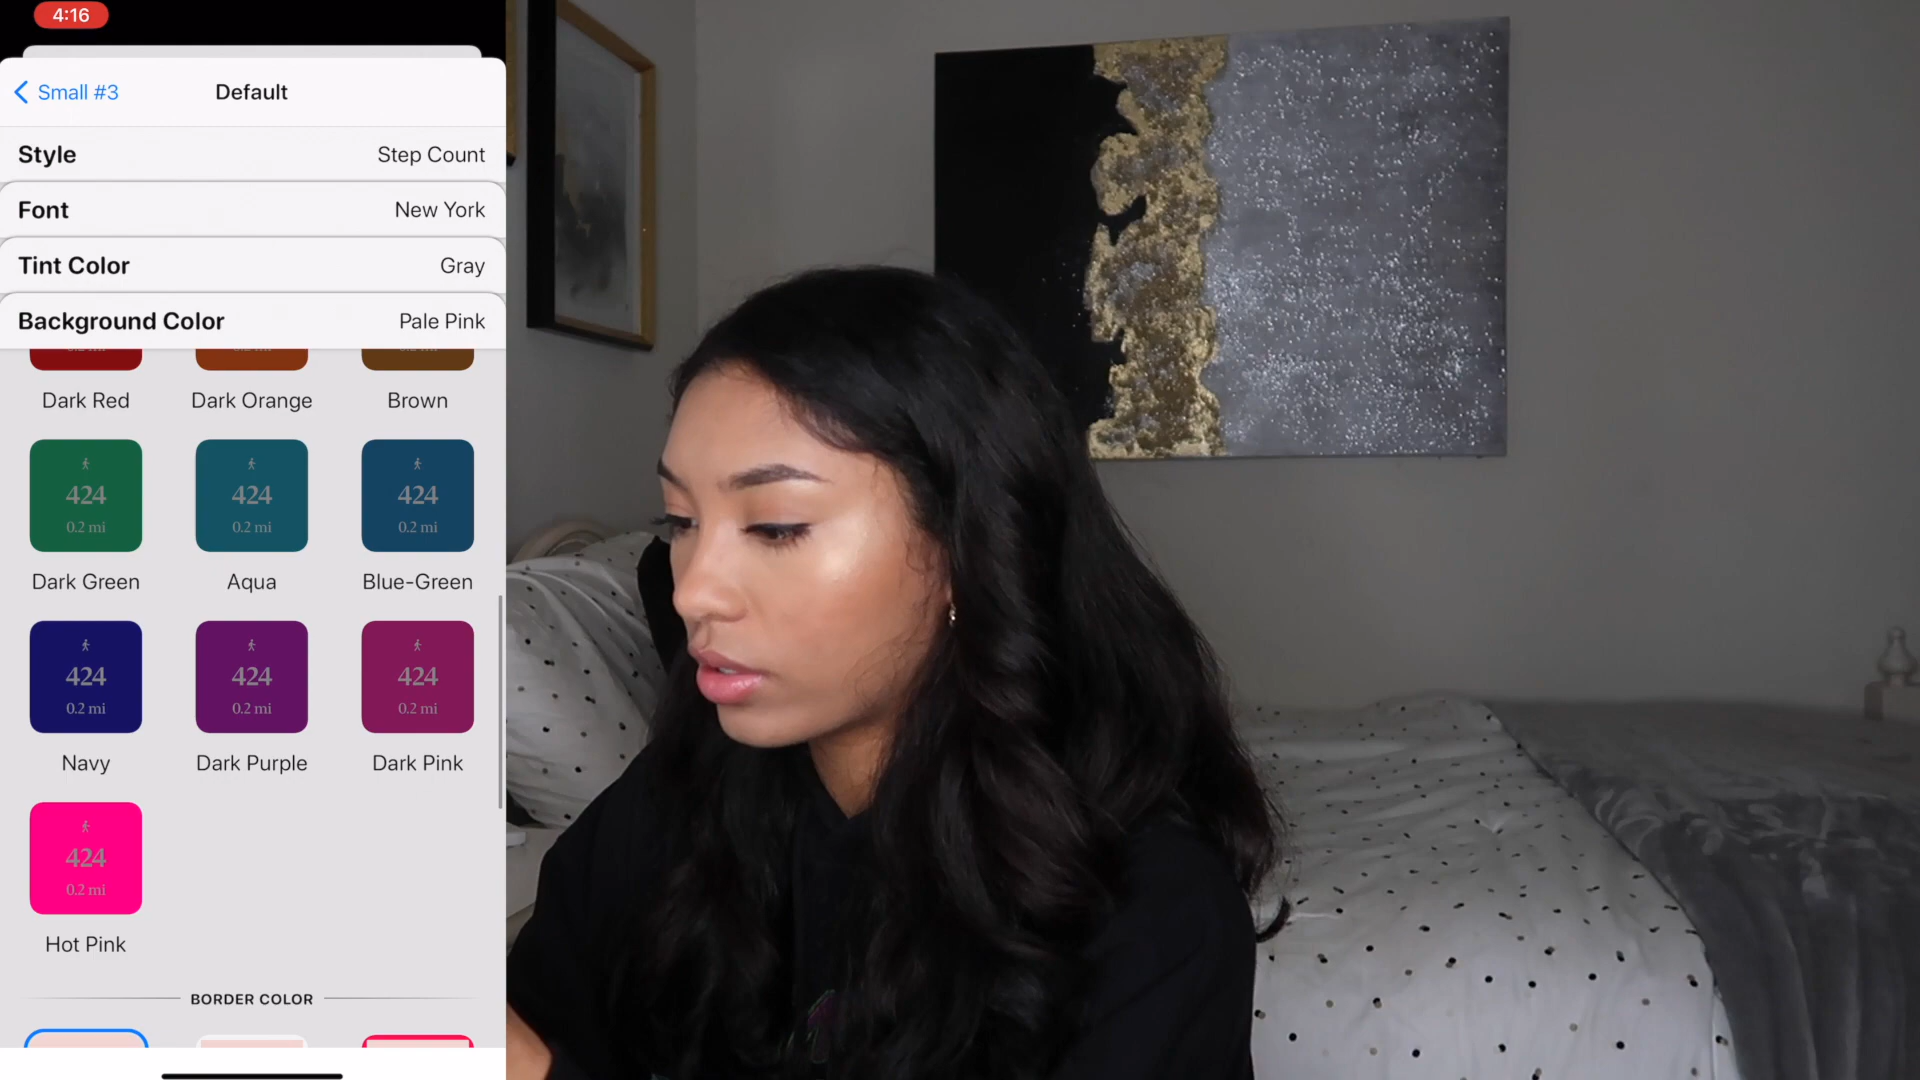 4:16
Small #3
Default
Style Step Count
Font New York
Tint Color Gray
Background Color Pale Pink
Dark Red Dark Orange Brown
424 424 424
0.2 mi 0.2 mi 0.2 mi
Dark Green Aqua Blue-Green
424 424 424
0.2 mi 0.2 mi 0.2 mi
Navy Dark Purple Dark Pink
424
0.2 mi
Hot Pink
BORDER COLOR